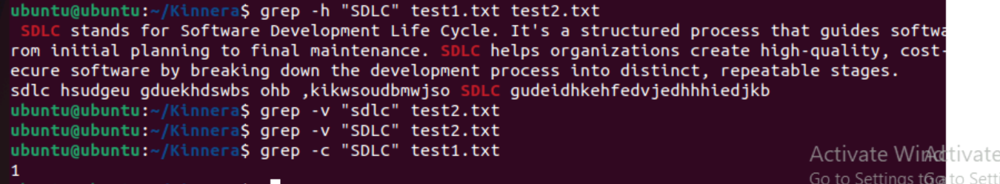 ubuntu@ubuntu:~/Kinnera$ grep -h "SDLC" test1.txt test2.txt
SDLC stands for Software Development Life Cycle. It's a structured process that guides softwa
rom initial planning to final maintenance. SDLC helps organizations create high-quality, cost-
ecure software by breaking down the development process into distinct, repeatable stages.
sdlc hsudgeu gduekhdswbs ohb ,kikwsoudbmwjso SDLC gudeidhkehfedvjedhhhiedjkb
ubuntu@ubuntu:~/Kinnera$ grep -v "sdlc" test2.txt
ubuntu@ubuntu:~/Kinnera$ grep -v "SDLC" test2.txt
ubuntu@ubuntu:~/Kinnera$ grep -c "SDLC" test1.txt
Activate
1
Go to Settings